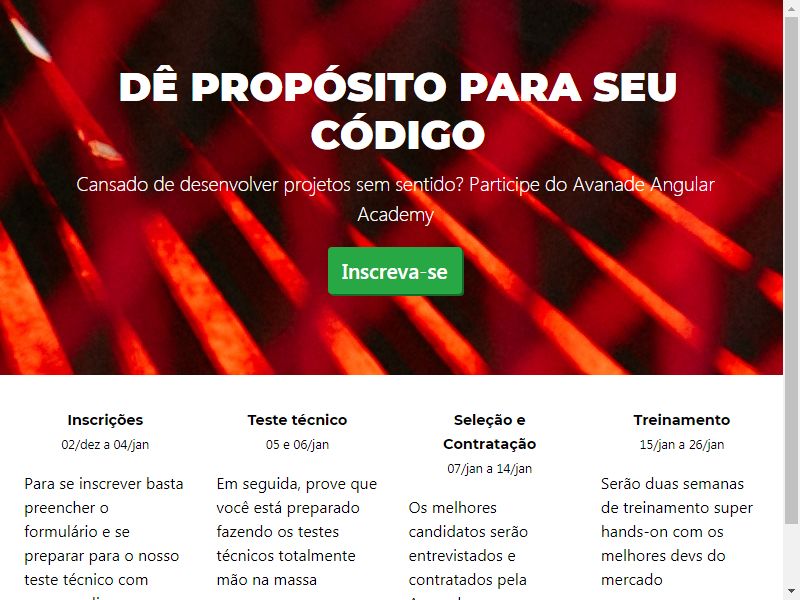 DÊ PROPÓSITO PARA SEU
CÓDIGO
Cansado de desenvolver projetos sem sentido? Participe do Avanade Angular
Academy
Inscreva-se
Inscrições
02/dez a 04/jan
Para se inscrever basta
preencher o
formulário e se
preparar para o nosso
teste técnico com
Teste técnico
05 e 06/jan
Em seguida, prove que
você está preparado
fazendo os testes
técnicos totalmente
mão na massa
Seleção e
Contratação
07/jan a 14/jan
Os melhores
candidatos serão
entrevistados e
contratados pela
Treinamento
15/jan a 26/jan
Serão duas semanas
de treinamento super
hands-on com os
melhores devs do
mercado